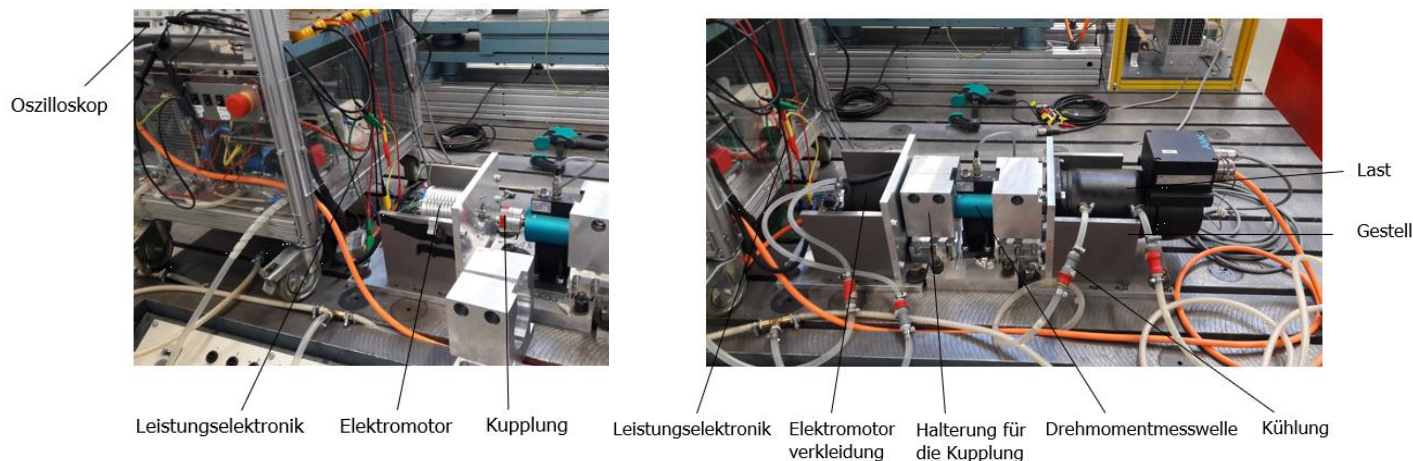 Oszilloskop
Leistungselektronik
Elektromotor
Kupplung
Last
Gestell
Leistungselektronik
Elektromotor
verkleidung
Halterung für
die Kupplung
Drehmomentmesswelle
Kühlung